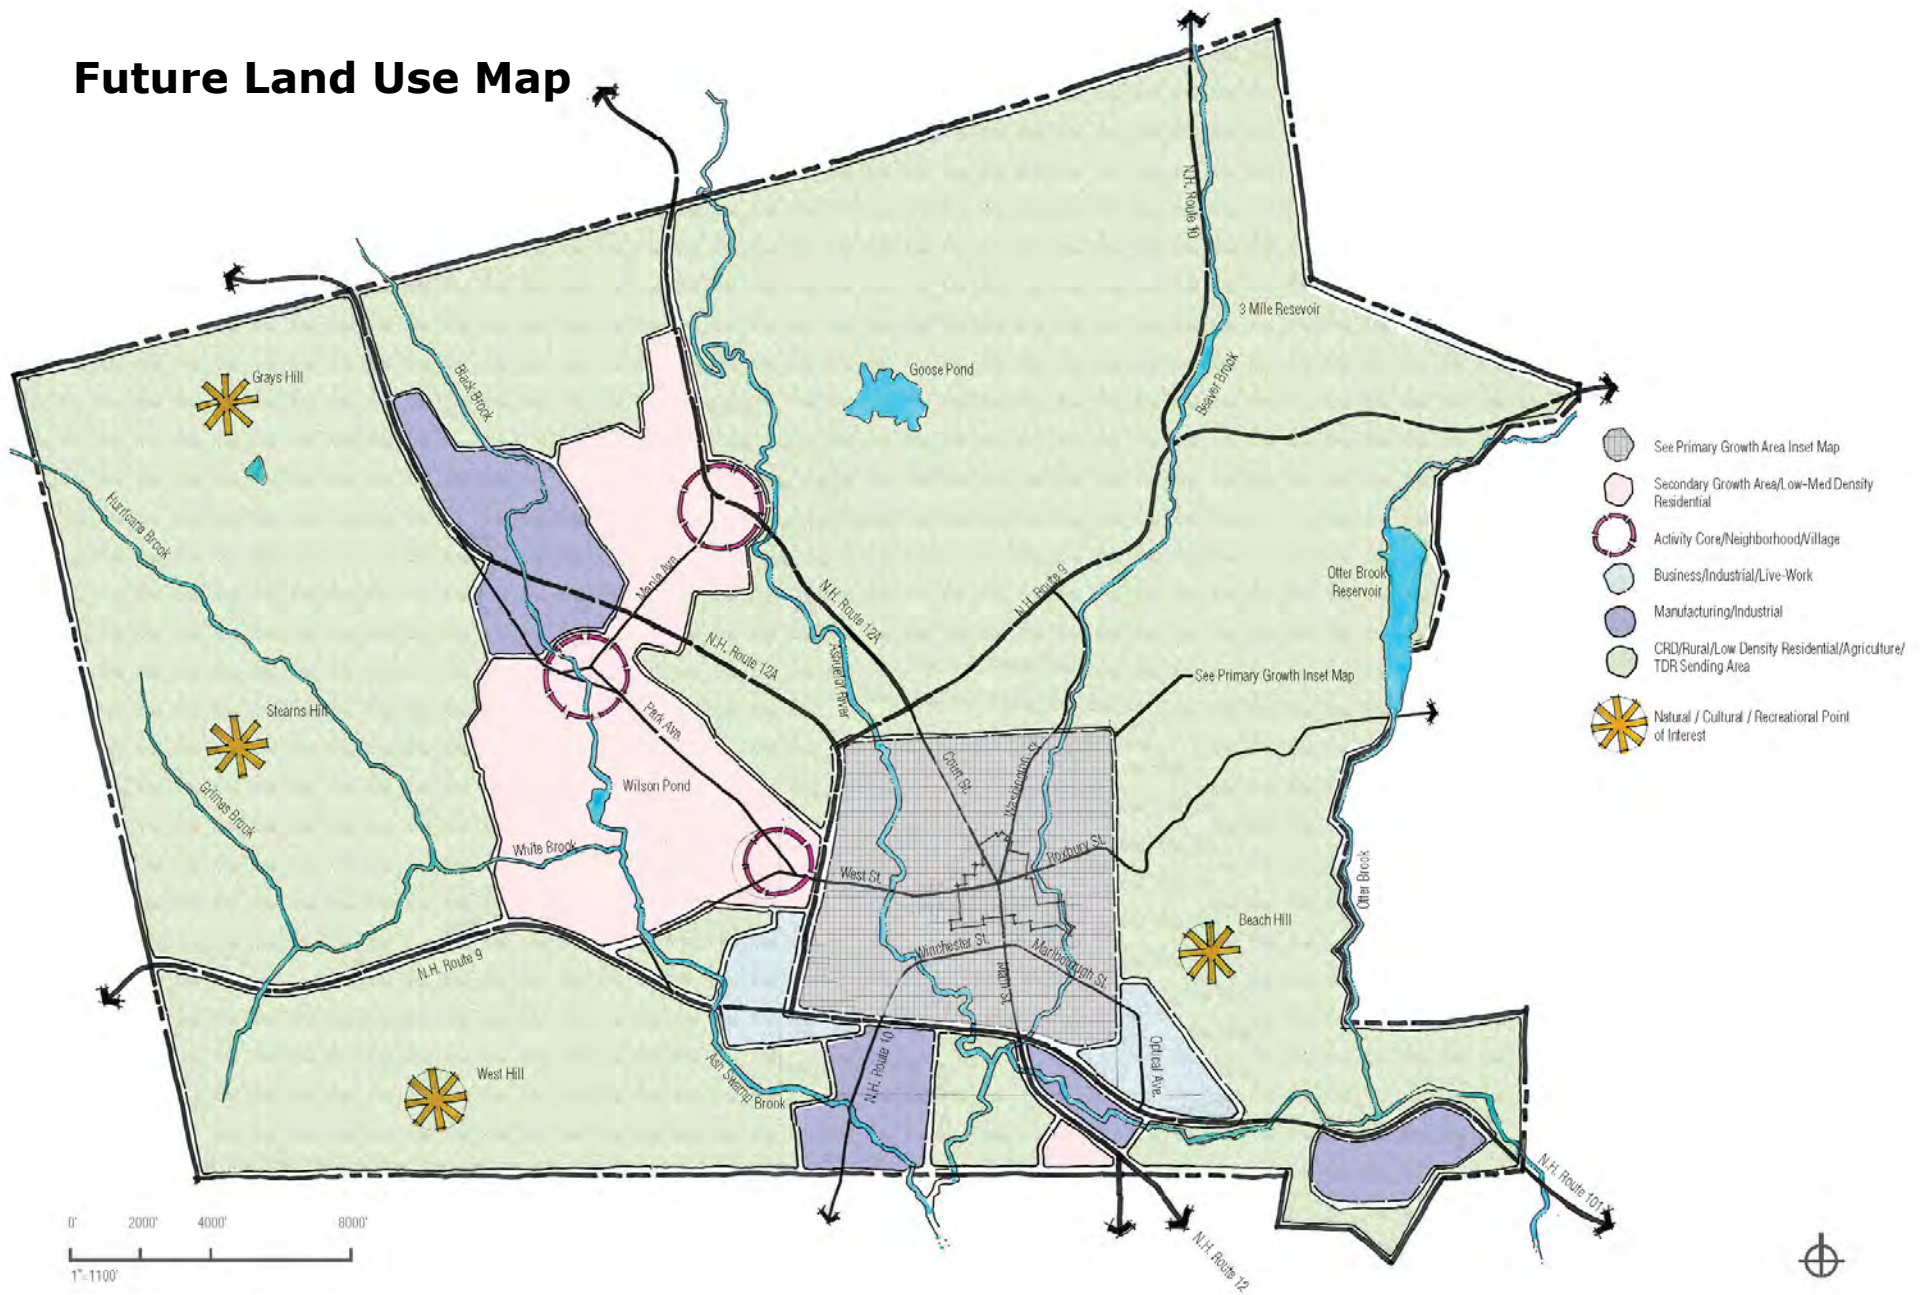 Future Land Use Map
N.H. Route 10
3 Mile Resevoir
Grays Hill
Black Brook
Goose Pond
Beaver Brook
See Primary Growth Area Inset Map
Secondary Growth Area/Low-Med Density
Residential
Activity Core/Neighborhood/Village
Business/Industrial/Live-Work
Manufacturing/Industrial
CRD/Rural/Low Density Residential/Agriculture/
TDR Sending Area
Natural / Cultural / Recreational Point
of Interest
Hurricane Brook
Maple Ave.
N.H. Route 12A
N.H. Route 9
Otter Brook
Reservoir
N.H. Route 12A
Ashuelot River
See Primary Growth Inset Map
Stearns Hill
Park Ave.
Grimes Brook
Wilson Pond
Court St.
Washington St.
White Brook
West St.
Roxbury St.
Otter Brook
Beach Hill
Winchester St.
Marlborough St.
Main St.
N.H. Route 9
West Hill
Ash Swamp Brook
N.H. Route 10
Optical Ave.
N.H. Route 101
N.H. Route 12
0' 2000' 4000' 8000'
1"=1100'